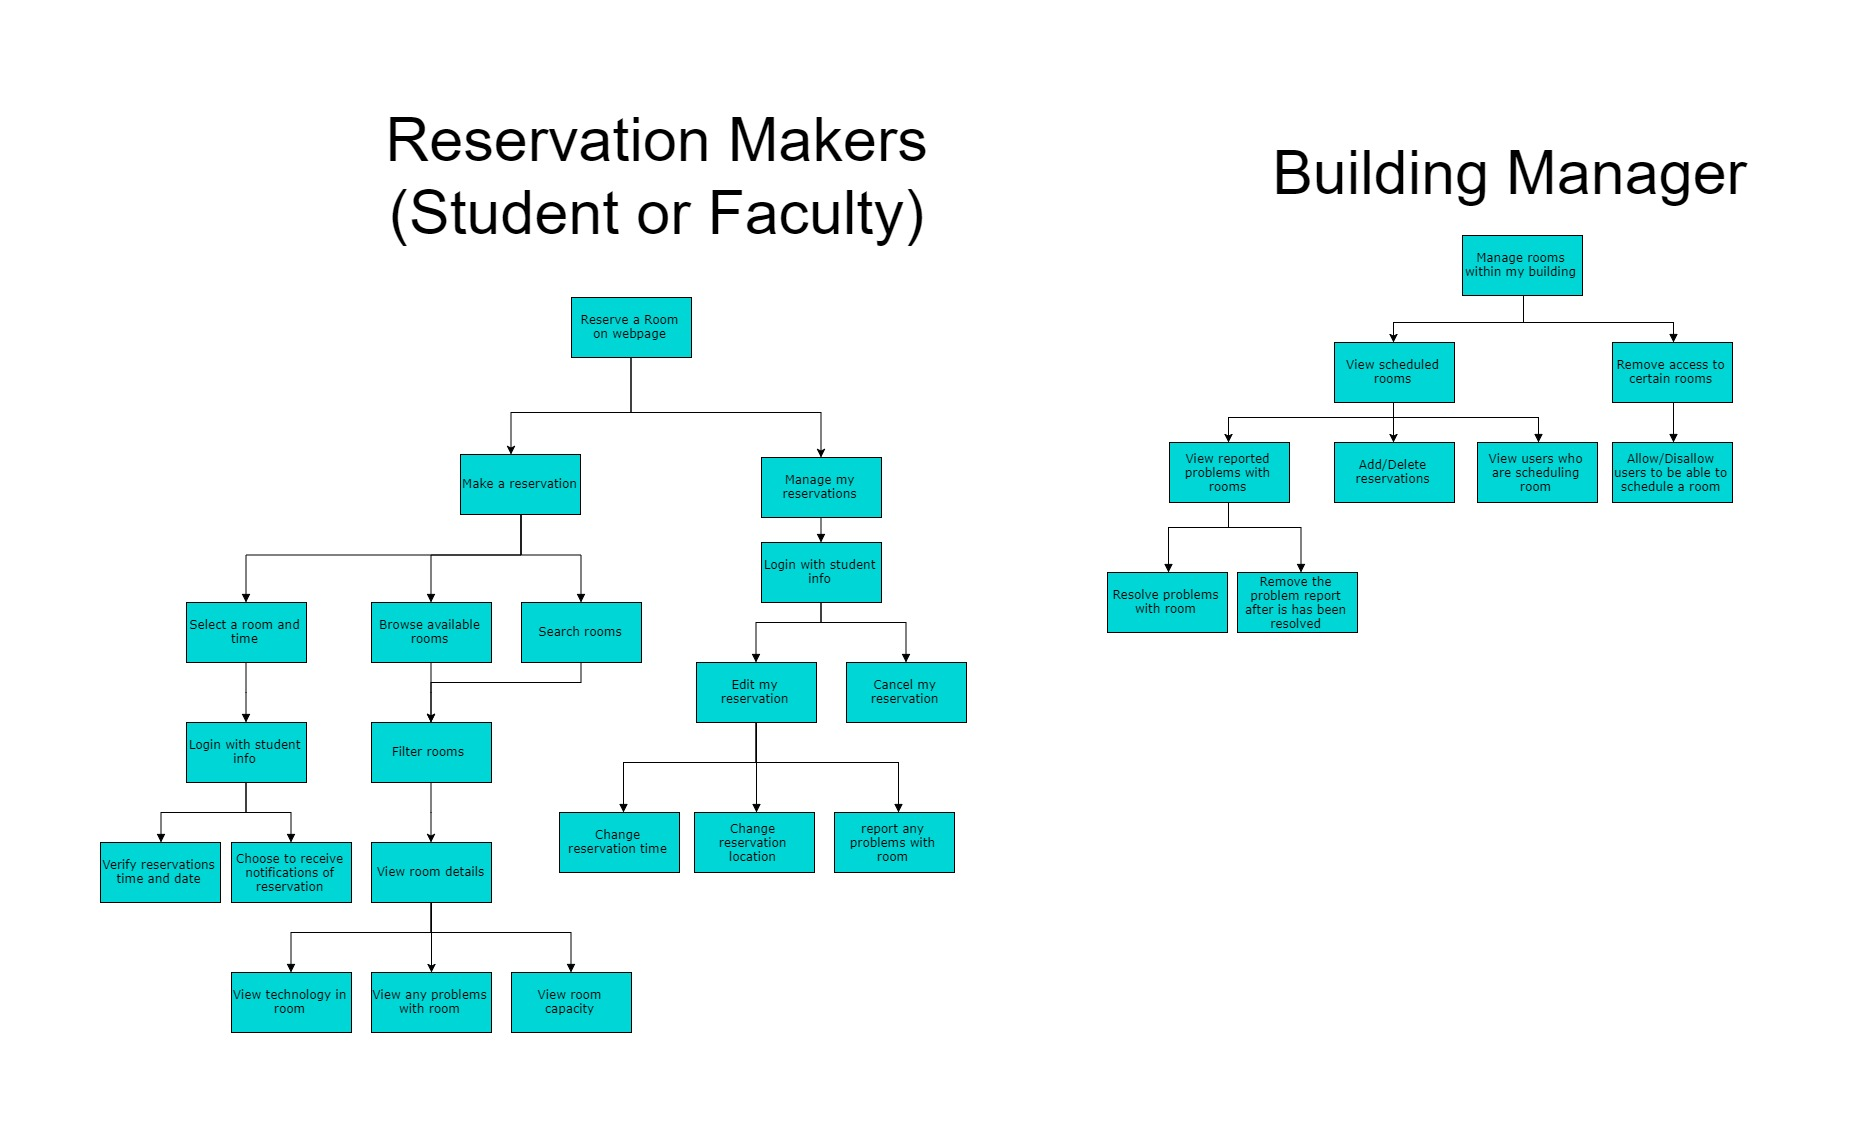 Reservation Makers
(Student or Faculty)
Reserve a Room
on webpage
Make a reservation
Manage my
reservations
Login with student
info
Select a room and
time
Browse available
rooms
Search rooms
Edit my
reservation
Cancel my
reservation
Login with student
info
Filter rooms
Change
reservation time
Change
reservation
location
report any
problems with
room
Verify reservations
time and date
Choose to receive
notifications of
reservation
View room details
View technology in
room
View any problems
with room
View room
capacity
Building Manager
Manage rooms
within my building
View scheduled
rooms
Remove access to
certain rooms
View reported
problems with
rooms
Add/Delete
reservations
View users who
are scheduling
room
Allow/Disallow
users to be able to
schedule a room
Resolve problems
with room
Remove the
problem report
after is has been
resolved